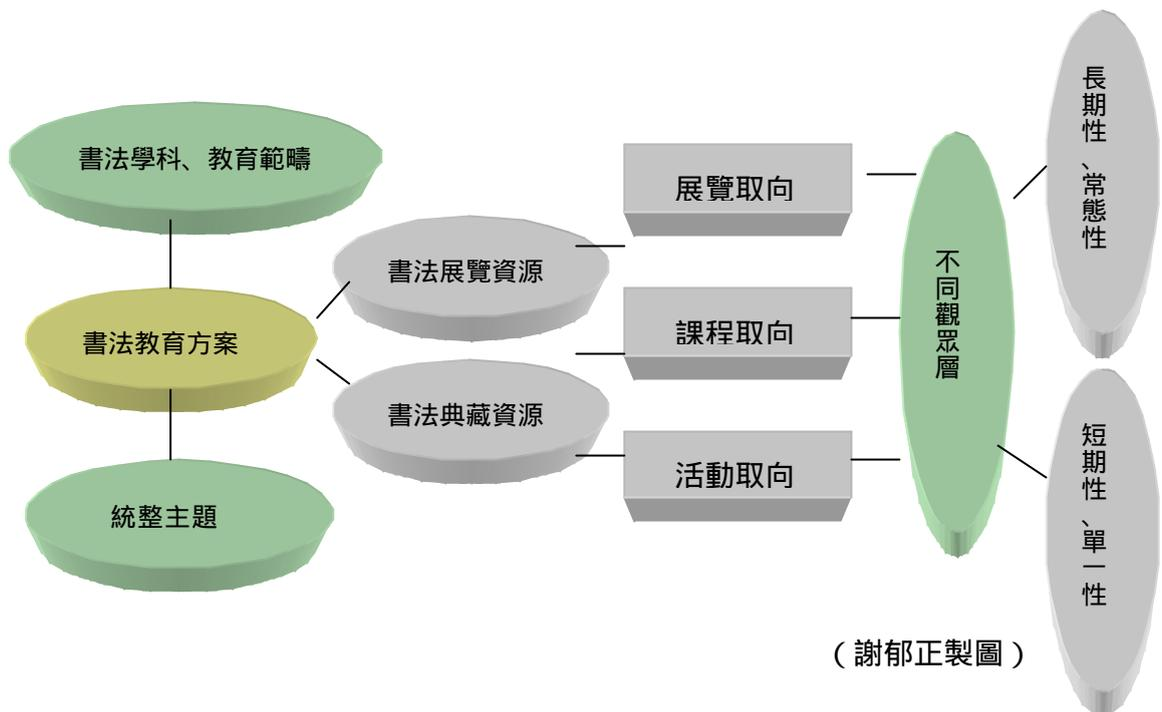 書法學科、教育範疇
書法教育方案
統整主題
書法展覽資源
書法典藏資源
展覽取向
課程取向
活動取向
不同觀眾層
長期性、常態性
短期性、單一性
（謝郁正製圖）